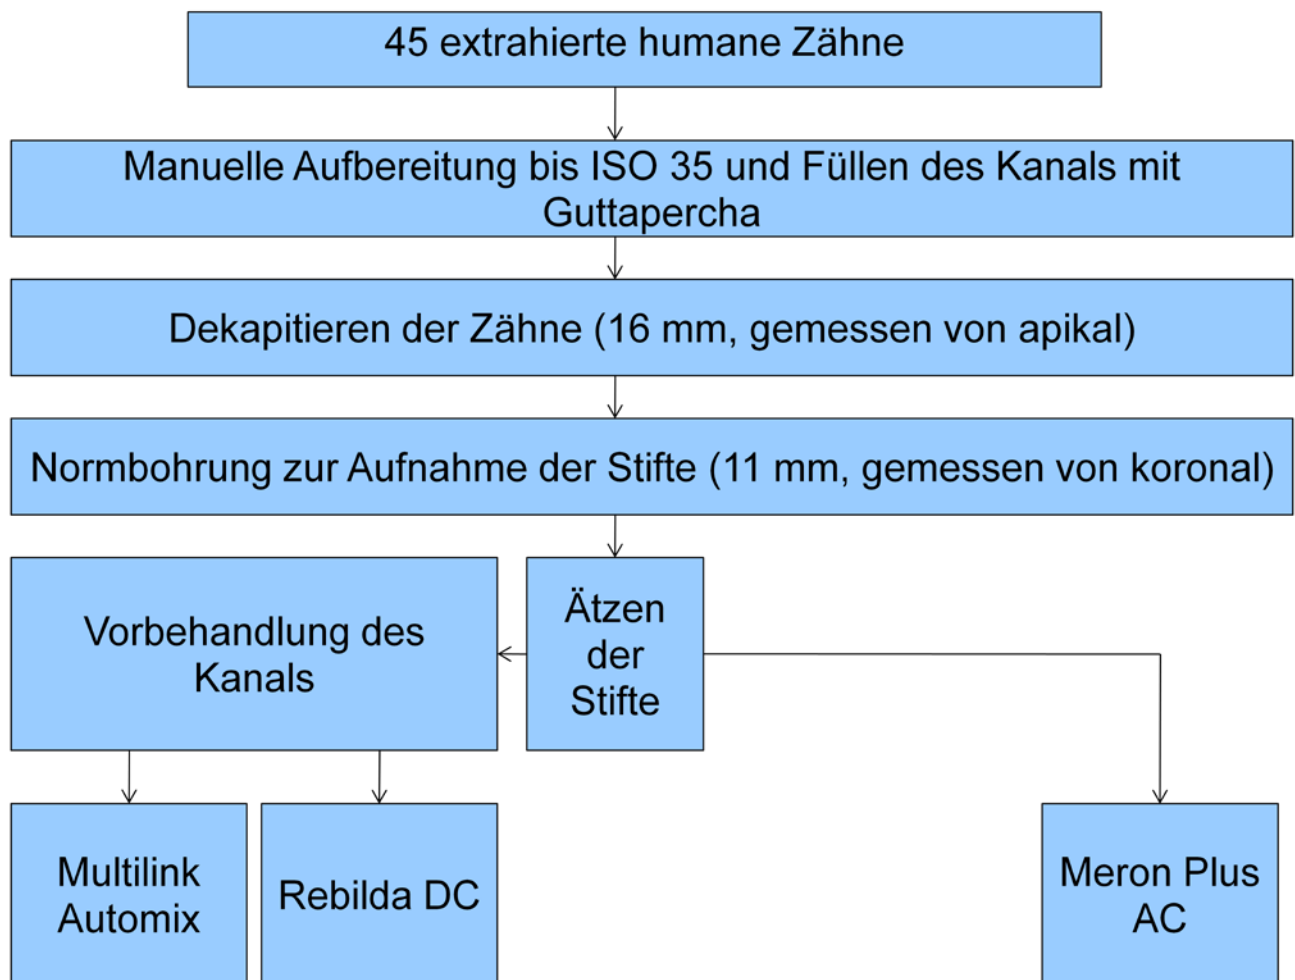 45 extrahierte humane Zähne
Manuelle Aufbereitung bis ISO 35 und Füllen des Kanals mit
Guttapercha
Dekapitieren der Zähne (16 mm, gemessen von apikal)
Normbohrung zur Aufnahme der Stifte (11 mm, gemessen von koronal)
Vorbehandlung des
Kanals
Ätzen
der
Stifte
Multilink
Automix
Rebilda DC
Meron Plus
AC